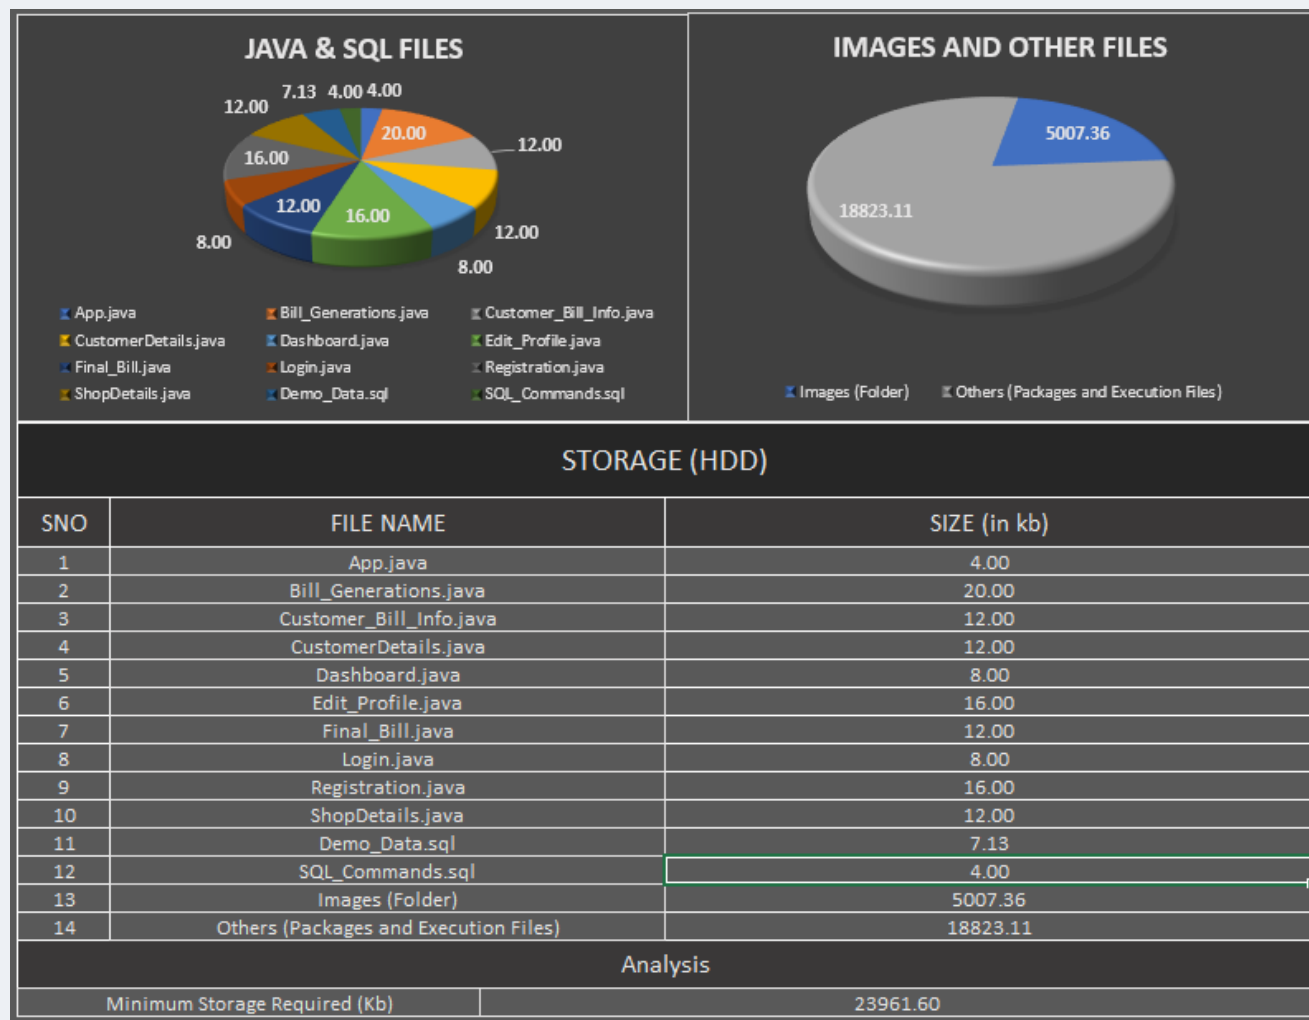 JAVA & SQL FILES
7.13 4.00 4.00
12.00
20.00
12.00
16.00
12.00
16.00
12.00
8.00
8.00
App.java Bill_Generations.java Customer_Bill_Info.java
CustomerDetails.java Dashboard.java Edit_Profile.java
Final_Bill.java Login.java Registration.java
ShopDetails.java Demo_Data.sql SQL_Commands.sql
IMAGES AND OTHER FILES
5007.36
18823.11
Images (Folder) Others (Packages and Execution Files)
STORAGE (HDD)
SNO FILE NAME SIZE (in kb)
1 App.java 4.00
2 Bill_Generations.java 20.00
3 Customer_Bill_Info.java 12.00
4 CustomerDetails.java 12.00
5 Dashboard.java 8.00
6 Edit_Profile.java 16.00
7 Final_Bill.java 12.00
8 Login.java 8.00
9 Registration.java 16.00
10 ShopDetails.java 12.00
11 Demo_Data.sql 7.13
12 SQL_Commands.sql 4.00
13 Images (Folder) 5007.36
14 Others (Packages and Execution Files) 18823.11
Analysis
Minimum Storage Required (Kb) 23961.60